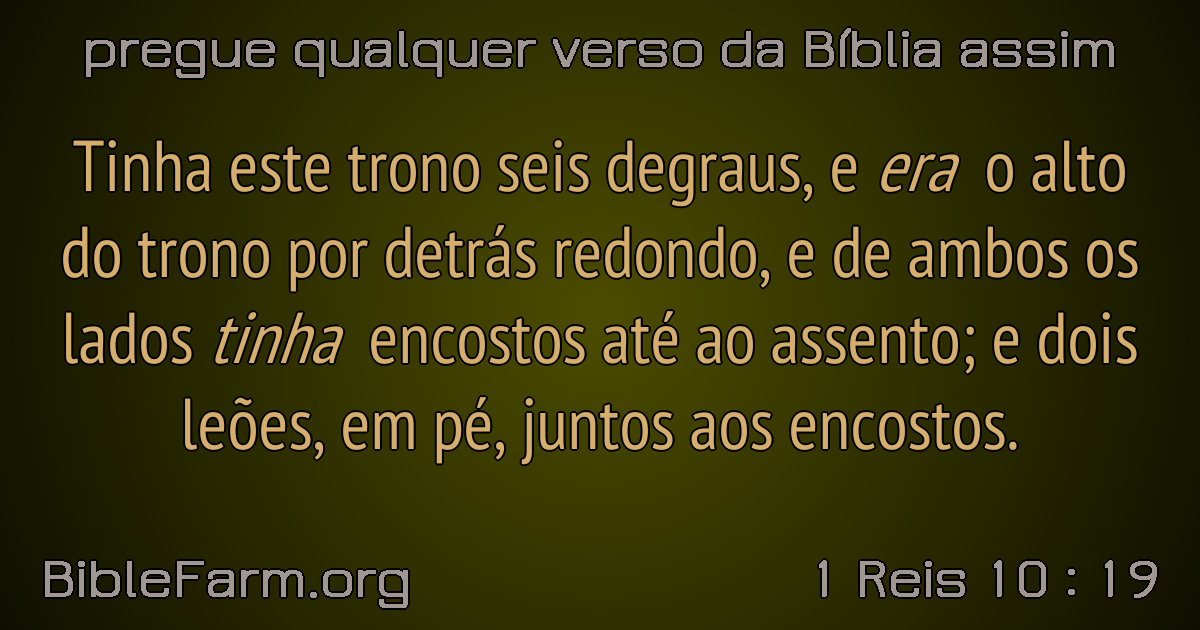 pregue qualquer verso da Bíblia assim
Tinha este trono seis degraus, e era o alto
do trono por detrás redondo, e de ambos os
lados tinha encostos até ao assento; e dois
leões, em pé, juntos aos encostos.
BibleFarm.org
1 Reis 10 : 19